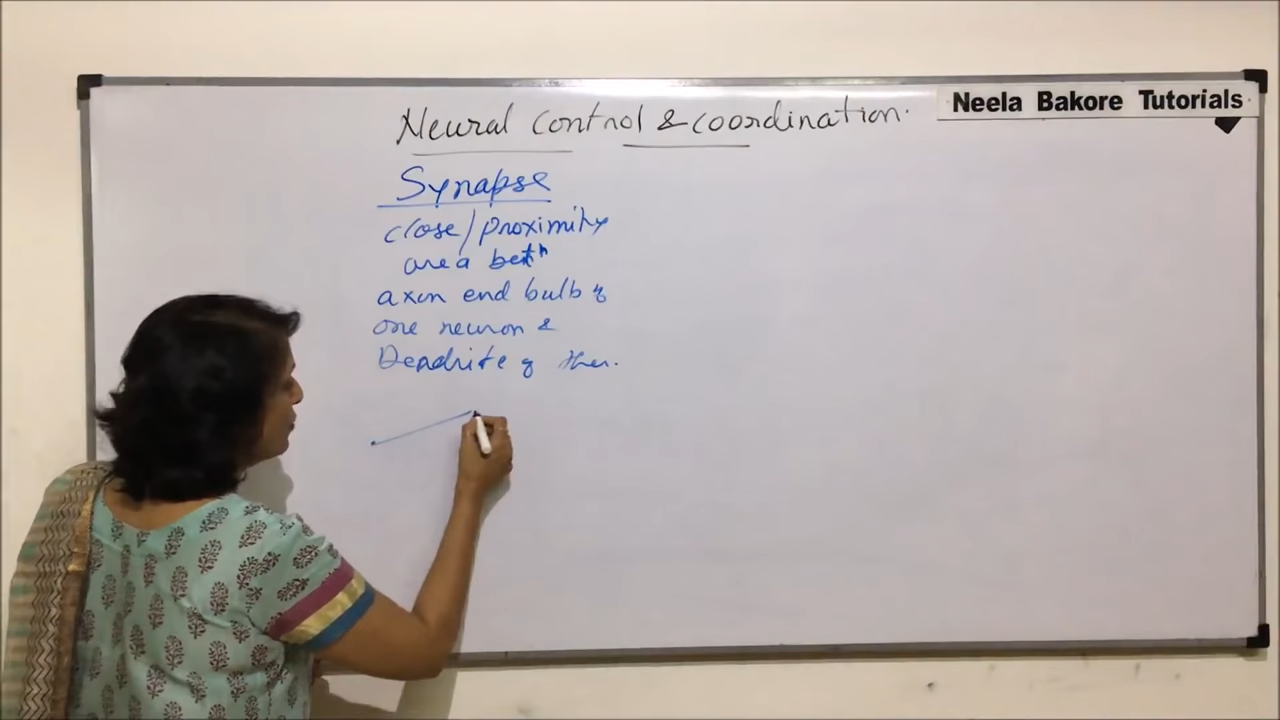 Neela Bakore Tutorials
Neural control & coordination.
Synapse
close/proximity
area betn
axon end bulb of
one neuron &
Dendrite of other.